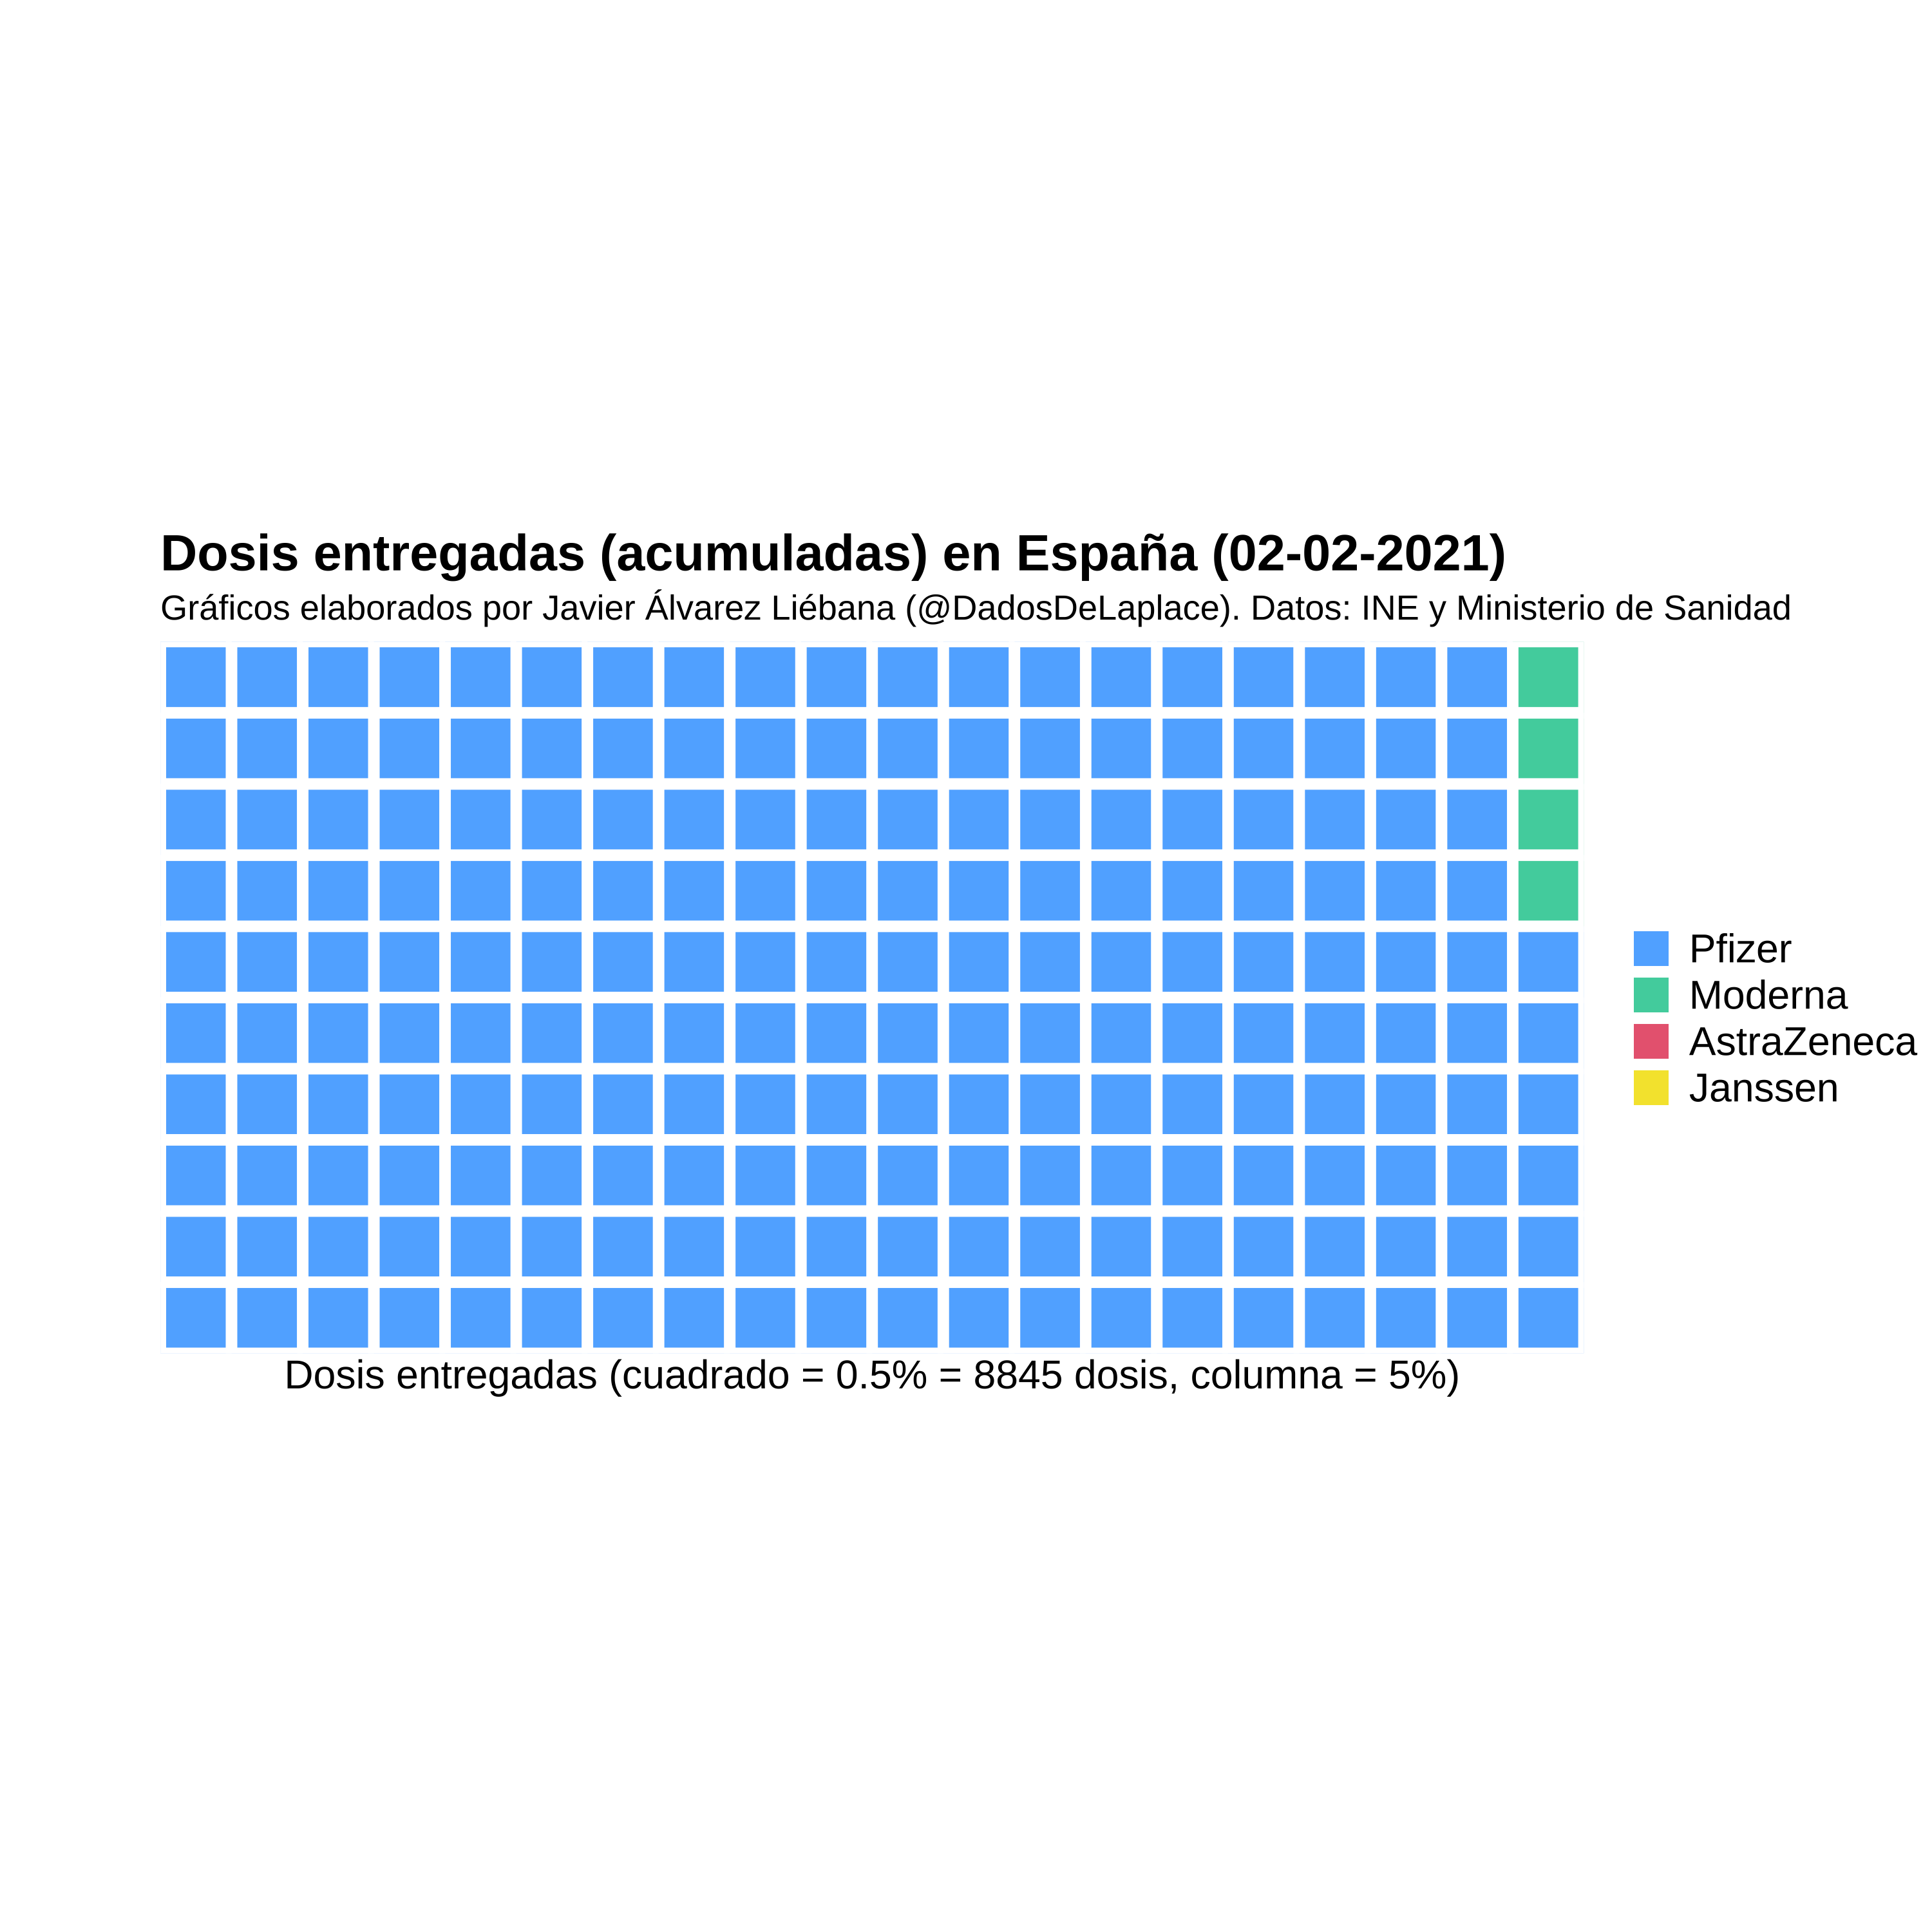 Dosis entregadas (acumuladas) en España (02-02-2021)
Gráficos elaborados por Javier Álvarez Liébana (@DadosDeLaplace). Datos: INE y Ministerio de Sanidad
Pfizer
Moderna
AstraZeneca
Janssen
Dosis entregadas (cuadrado = 0.5% = 8845 dosis, columna = 5%)